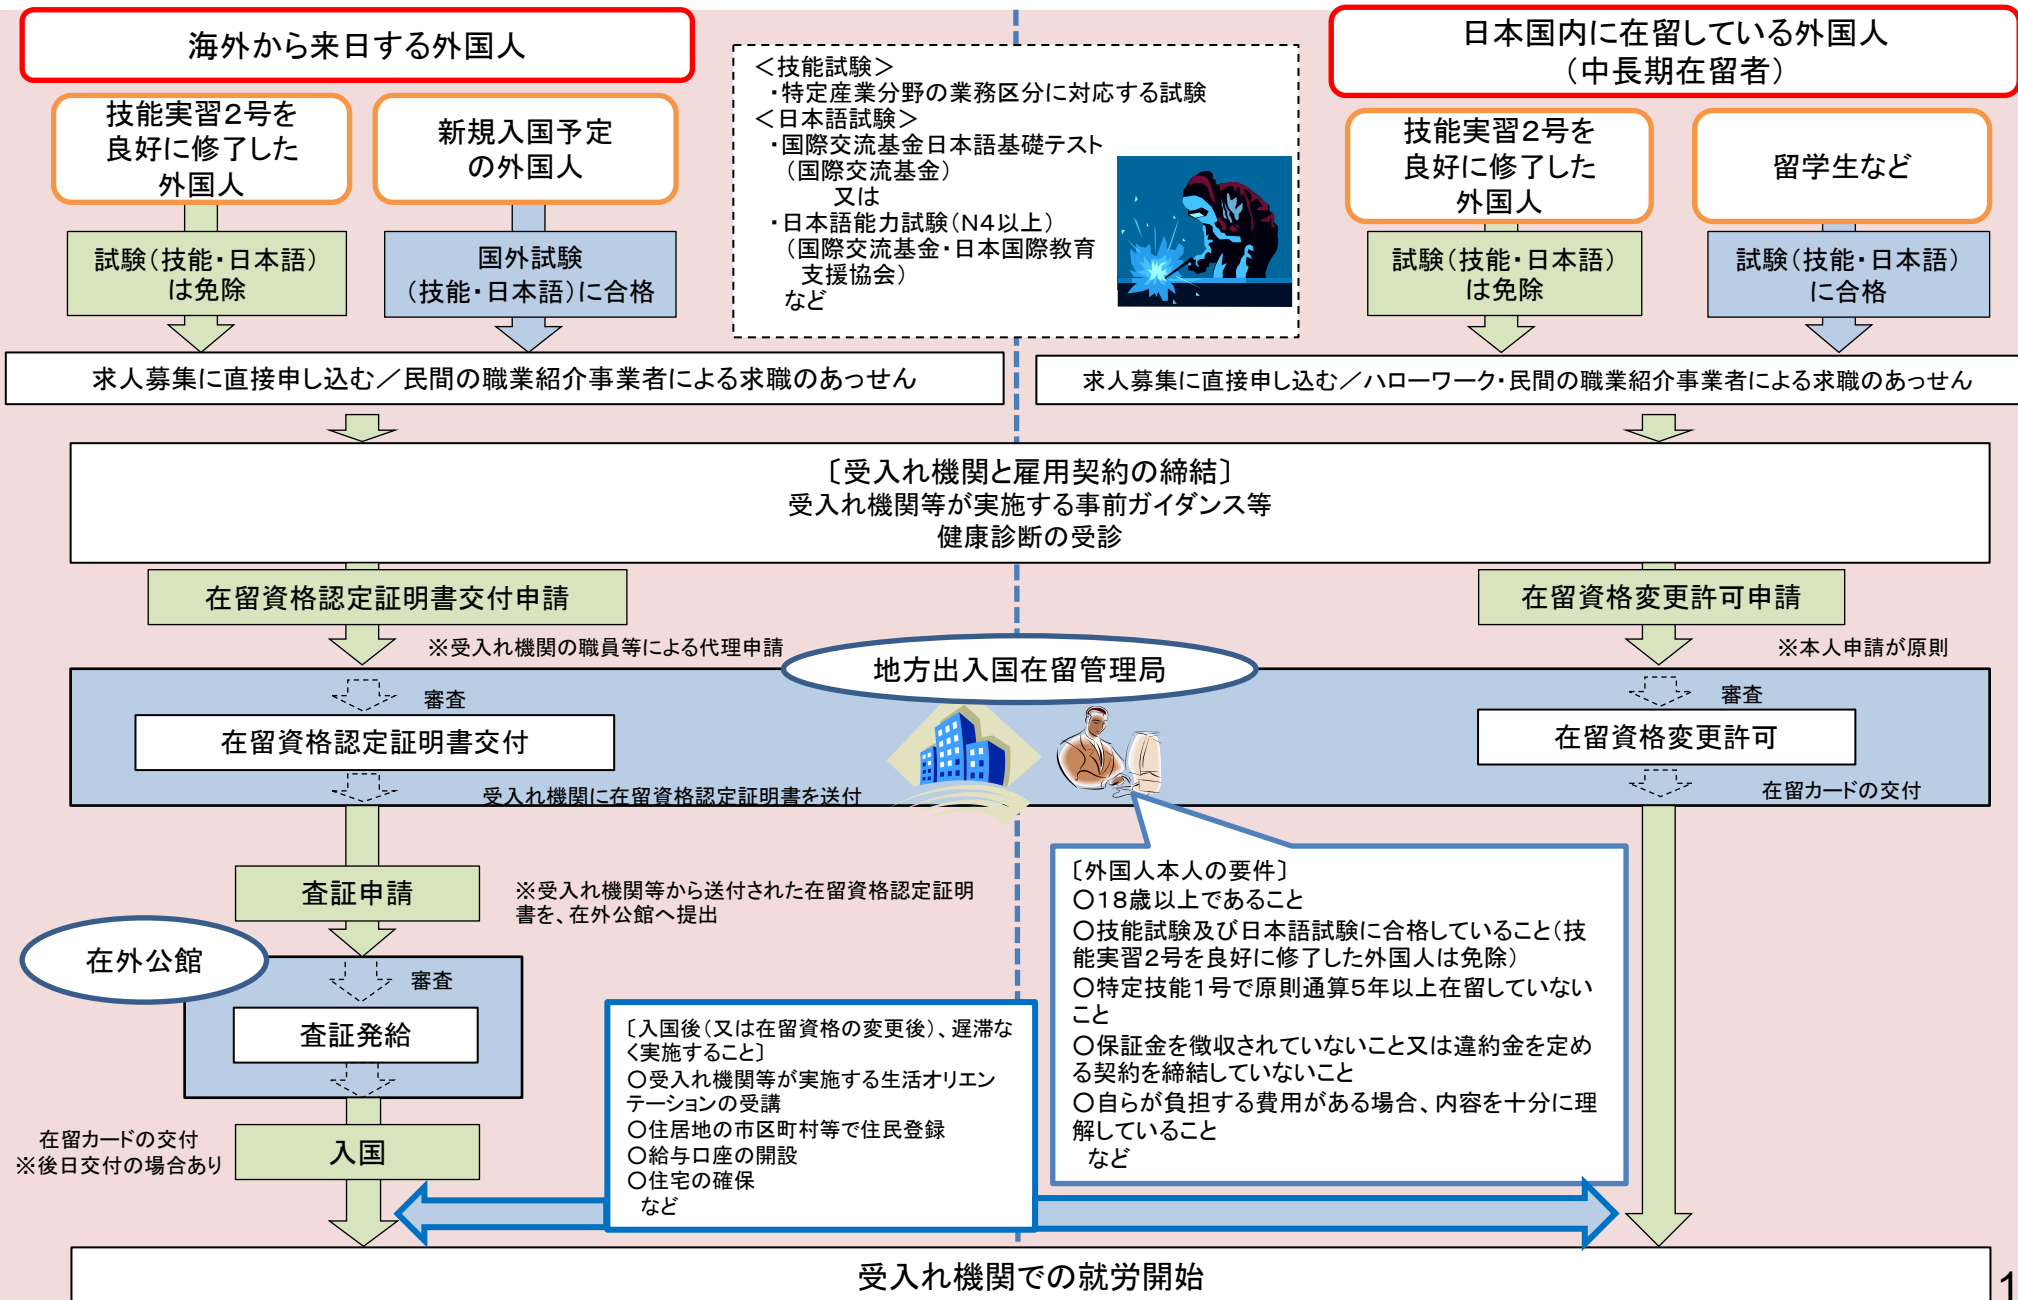 海外から来日する外国人
技能実習2号を
良好に修了した
外国人
新規入国予定
の外国人
試験(技能・日本語)
は免除
国外試験
(技能・日本語)に合格
<技能試験>
・特定産業分野の業務区分に対応する試験
<日本語試験>
・国際交流基金日本語基礎テスト
(国際交流基金)
又は
・日本語能力試験(N4以上)
(国際交流基金・日本国際教育
支援協会)
など
日本国内に在留している外国人
(中長期在留者)
技能実習2号を
良好に修了した
外国人
留学生など
試験(技能・日本語)
は免除
試験(技能・日本語)
に合格
求人募集に直接申し込む/民間の職業紹介事業者による求職のあっせん
求人募集に直接申し込む/ハローワーク・民間の職業紹介事業者による求職のあっせん
〔受入れ機関と雇用契約の締結〕
受入れ機関等が実施する事前ガイダンス等
健康診断の受診
在留資格認定証明書交付申請
※受入れ機関の職員等による代理申請
在留資格変更許可申請
※本人申請が原則
地方出入国在留管理局
審査
在留資格認定証明書交付
受入れ機関に在留資格認定証明書を送付
審査
在留資格変更許可
在留カードの交付
査証申請
※受入れ機関等から送付された在留資格認定証明
書を、在外公館へ提出
在外公館
審査
査証発給
在留カードの交付
※後日交付の場合あり
入国
〔入国後(又は在留資格の変更後)、遅滞な
く実施すること〕
○受入れ機関等が実施する生活オリエン
テーションの受講
○住居地の市区町村等で住民登録
○給与口座の開設
○住宅の確保
など
〔外国人本人の要件〕
○18歳以上であること
○技能試験及び日本語試験に合格していること(技
能実習2号を良好に修了した外国人は免除)
○特定技能1号で原則通算5年以上在留していない
こと
○保証金を徴収されていないこと又は違約金を定め
る契約を締結していないこと
○自らが負担する費用がある場合、内容を十分に理
解していること
など
受入れ機関での就労開始
1